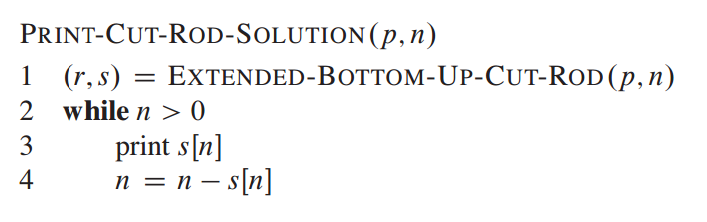 PRINT-CUT-ROD-SOLUTION(p, n)
1 (r, s) = EXTENDED-BOTTOM-UP-CUT-ROD(p, n)
2 while n > 0
3 print s[n]
4 n = n − s[n]